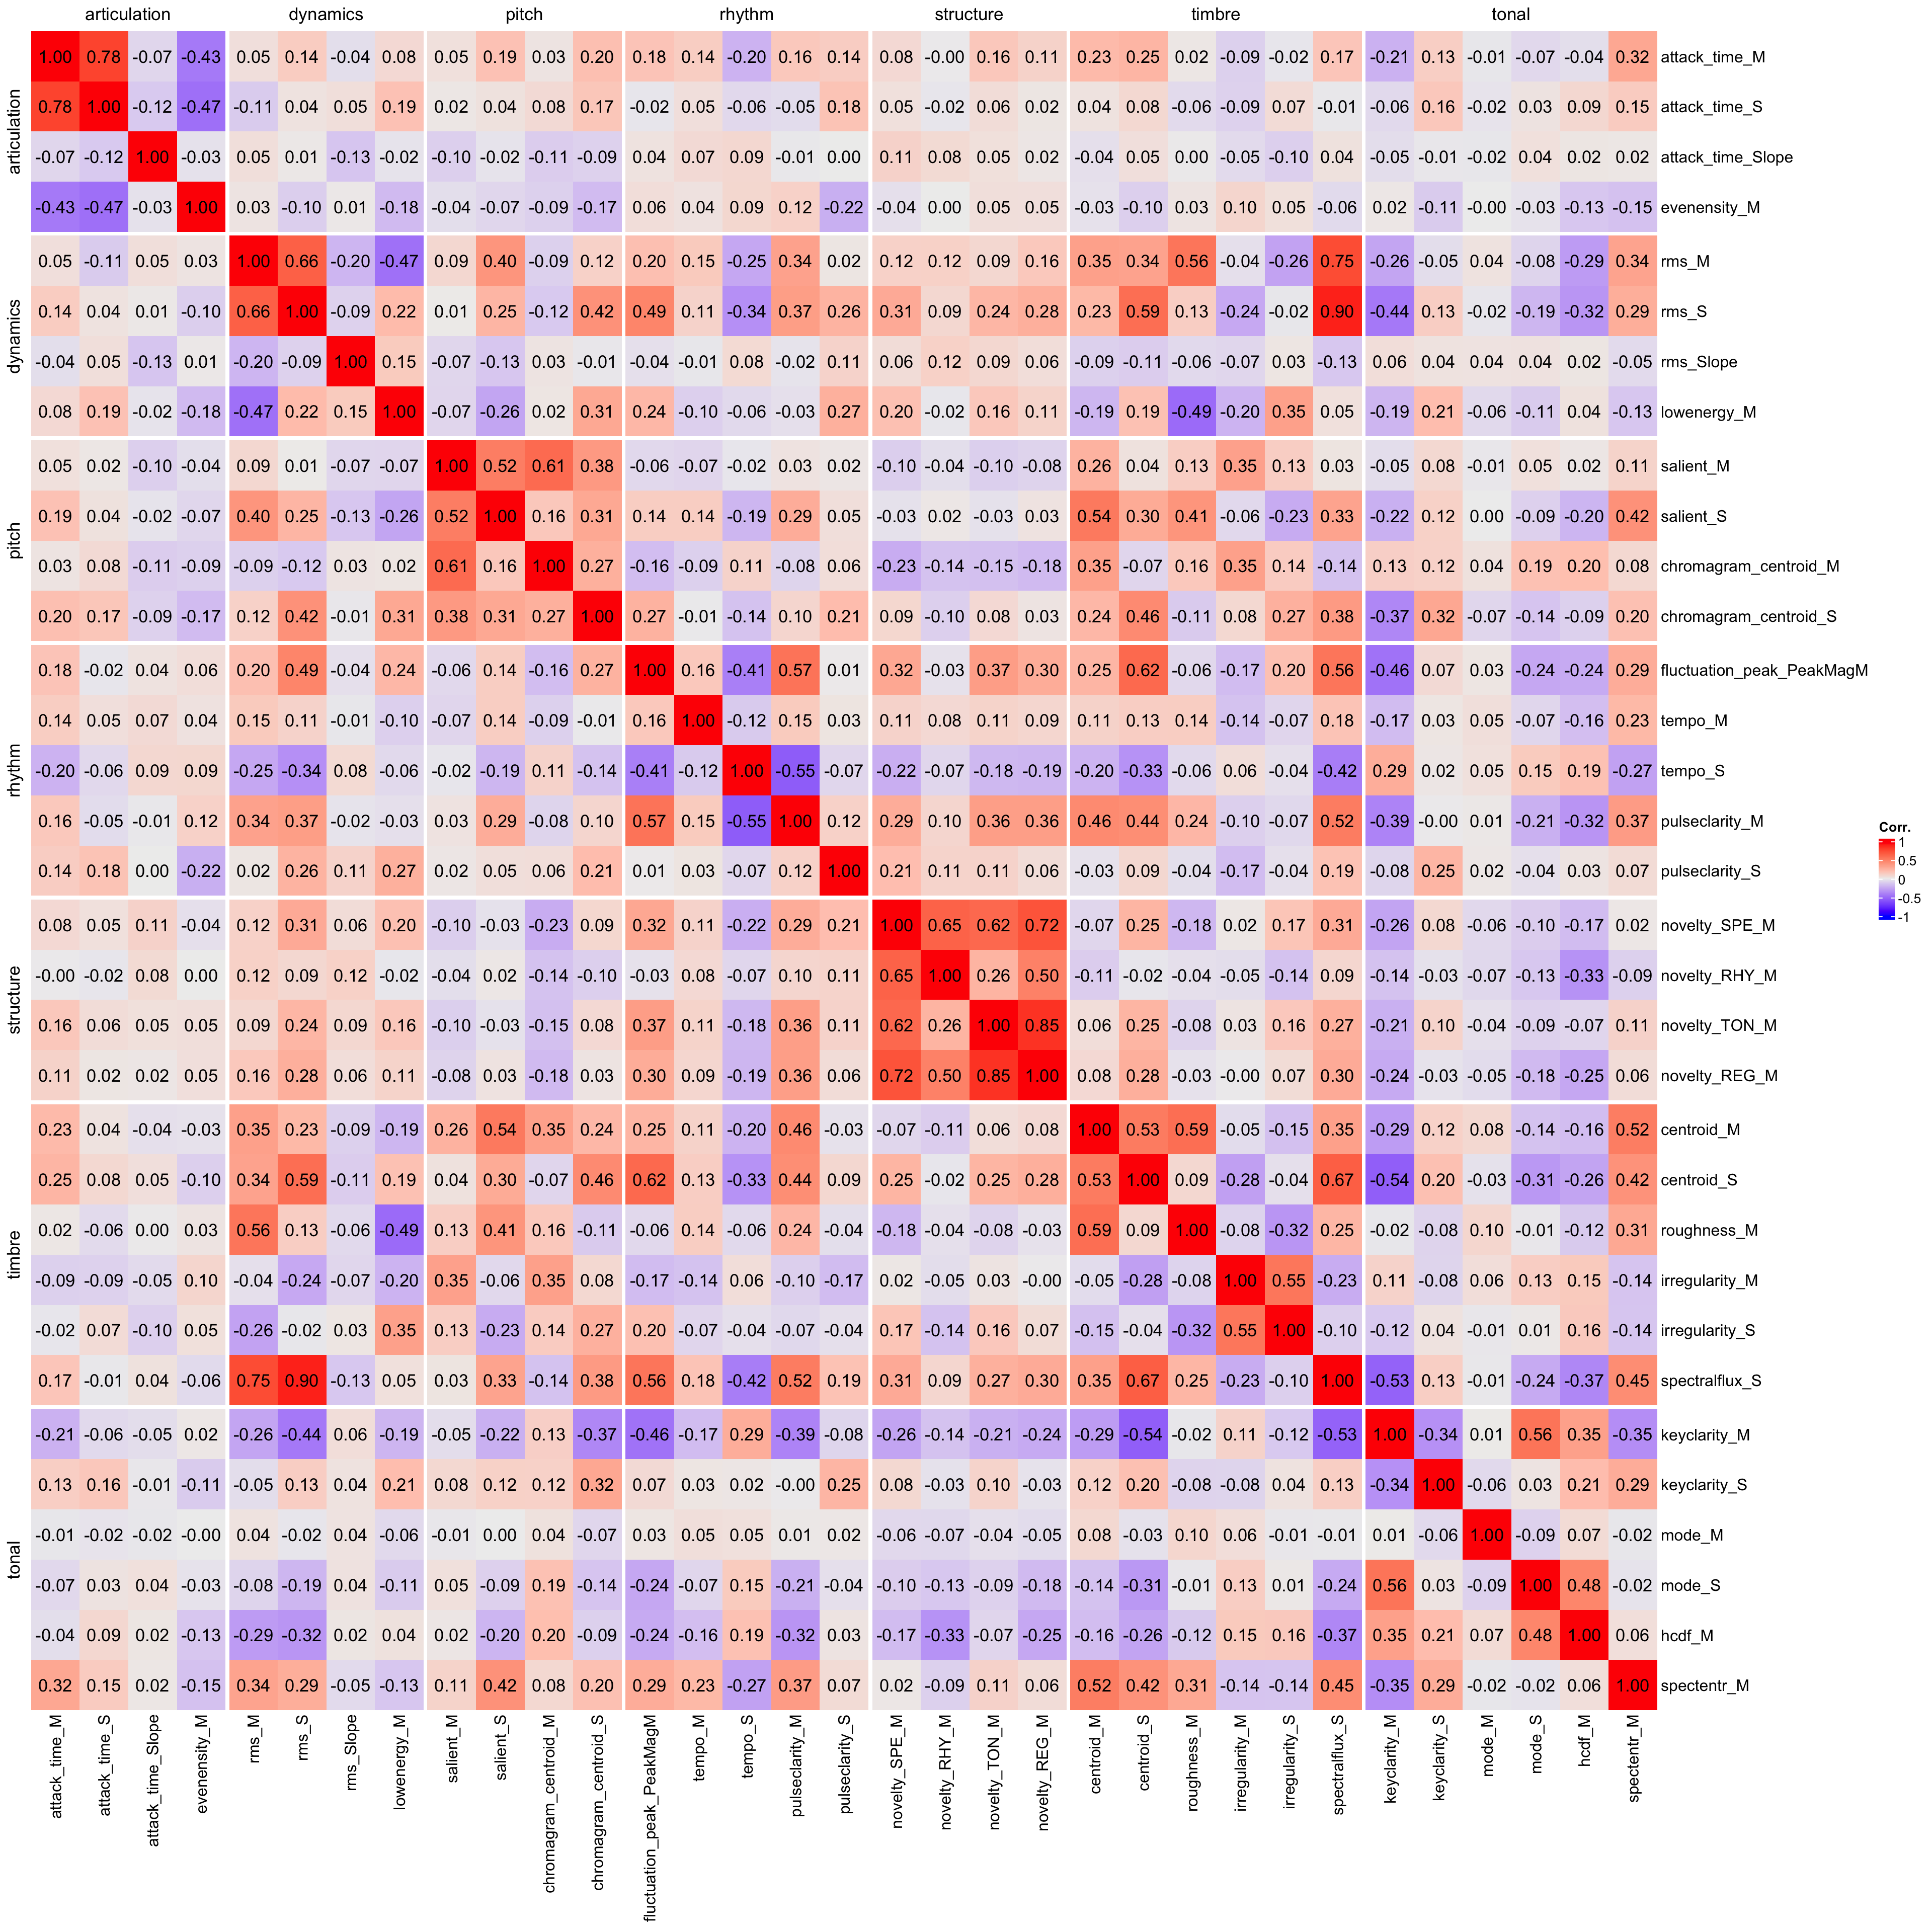 articulation dynamics pitch rhythm structure timbre tonal
articulation
1.00 0.78 -0.07 -0.43 0.05 0.14 -0.04 0.08 0.05 0.19 0.03 0.20 0.18 0.14 -0.20 0.16 0.14 0.08 -0.00 0.16 0.11 0.23 0.25 0.02 -0.09 -0.02 0.17 -0.21 0.13 -0.01 -0.07 -0.04 0.32 attack_time_M
0.78 1.00 -0.12 -0.47 -0.11 0.04 0.05 0.19 0.02 0.04 0.08 0.17 -0.02 0.05 -0.06 -0.05 0.18 0.05 -0.02 0.06 0.02 0.04 0.08 -0.06 -0.09 0.07 -0.01 -0.06 0.16 -0.02 0.03 0.09 0.15 attack_time_S
-0.07 -0.12 1.00 -0.03 0.05 0.01 -0.13 -0.02 -0.10 -0.02 -0.11 -0.09 0.04 0.07 0.09 -0.01 0.00 0.11 0.08 0.05 0.02 -0.04 0.05 0.00 -0.05 -0.10 0.04 -0.05 -0.01 -0.02 0.04 0.02 0.02 attack_time_Slope
-0.43 -0.47 -0.03 1.00 0.03 -0.10 0.01 -0.18 -0.04 -0.07 -0.09 -0.17 0.06 0.04 0.09 0.12 -0.22 -0.04 0.00 0.05 0.05 -0.03 -0.10 0.03 0.10 0.05 -0.06 0.02 -0.11 -0.00 -0.03 -0.13 -0.15 evenensity_M
dynamics
0.05 -0.11 0.05 0.03 1.00 0.66 -0.20 -0.47 0.09 0.40 -0.09 0.12 0.20 0.15 -0.25 0.34 0.02 0.12 0.12 0.09 0.16 0.35 0.34 0.56 -0.04 -0.26 0.75 -0.26 -0.05 0.04 -0.08 -0.29 0.34 rms_M
0.14 0.04 0.01 -0.10 0.66 1.00 -0.09 0.22 0.01 0.25 -0.12 0.42 0.49 0.11 -0.34 0.37 0.26 0.31 0.09 0.24 0.28 0.23 0.59 0.13 -0.24 -0.02 0.90 -0.44 0.13 -0.02 -0.19 -0.32 0.29 rms_S
-0.04 0.05 -0.13 0.01 -0.20 -0.09 1.00 0.15 -0.07 -0.13 0.03 -0.01 -0.04 -0.01 0.08 -0.02 0.11 0.06 0.12 0.09 0.06 -0.09 -0.11 -0.06 -0.07 0.03 -0.13 0.06 0.04 0.04 0.04 0.02 -0.05 rms_Slope
0.08 0.19 -0.02 -0.18 -0.47 0.22 0.15 1.00 -0.07 -0.26 0.02 0.31 0.24 -0.10 -0.06 -0.03 0.27 0.20 -0.02 0.16 0.11 -0.19 0.19 -0.49 -0.20 0.35 0.05 -0.19 0.21 -0.06 -0.11 0.04 -0.13 lowenergy_M
pitch
0.05 0.02 -0.10 -0.04 0.09 0.01 -0.07 -0.07 1.00 0.52 0.61 0.38 -0.06 -0.07 -0.02 0.03 0.02 -0.10 -0.04 -0.10 -0.08 0.26 0.04 0.13 0.35 0.13 0.03 -0.05 0.08 -0.01 0.05 0.02 0.11 salient_M
0.19 0.04 -0.02 -0.07 0.40 0.25 -0.13 -0.26 0.52 1.00 0.16 0.31 0.14 0.14 -0.19 0.29 0.05 -0.03 0.02 -0.03 0.03 0.54 0.30 0.41 -0.06 -0.23 0.33 -0.22 0.12 0.00 -0.09 -0.20 0.42 salient_S
0.03 0.08 -0.11 -0.09 -0.09 -0.12 0.03 0.02 0.61 0.16 1.00 0.27 -0.16 -0.09 0.11 -0.08 0.06 -0.23 -0.14 -0.15 -0.18 0.35 -0.07 0.16 0.35 0.14 -0.14 0.13 0.12 0.04 0.19 0.20 0.08 chromagram_centroid_M
0.20 0.17 -0.09 -0.17 0.12 0.42 -0.01 0.31 0.38 0.31 0.27 1.00 0.27 -0.01 -0.14 0.10 0.21 0.09 -0.10 0.08 0.03 0.24 0.46 -0.11 0.08 0.27 0.38 -0.37 0.32 -0.07 -0.14 -0.09 0.20 chromagram_centroid_S
rhythm
0.18 -0.02 0.04 0.06 0.20 0.49 -0.04 0.24 -0.06 0.14 -0.16 0.27 1.00 0.16 -0.41 0.57 0.01 0.32 -0.03 0.37 0.30 0.25 0.62 -0.06 -0.17 0.20 0.56 -0.46 0.07 0.03 -0.24 -0.24 0.29 fluctuation_peak_PeakMagM
0.14 0.05 0.07 0.04 0.15 0.11 -0.01 -0.10 -0.07 0.14 -0.09 -0.01 0.16 1.00 -0.12 0.15 0.03 0.11 0.08 0.11 0.09 0.11 0.13 0.14 -0.14 -0.07 0.18 -0.17 0.03 0.05 -0.07 -0.16 0.23 tempo_M
-0.20 -0.06 0.09 0.09 -0.25 -0.34 0.08 -0.06 -0.02 -0.19 0.11 -0.14 -0.41 -0.12 1.00 -0.55 -0.07 -0.22 -0.07 -0.18 -0.19 -0.20 -0.33 -0.06 0.06 -0.04 -0.42 0.29 0.02 0.05 0.15 0.19 -0.27 tempo_S
0.16 -0.05 -0.01 0.12 0.34 0.37 -0.02 -0.03 0.03 0.29 -0.08 0.10 0.57 0.15 -0.55 1.00 0.12 0.29 0.10 0.36 0.36 0.46 0.44 0.24 -0.10 -0.07 0.52 -0.39 -0.00 0.01 -0.21 -0.32 0.37 pulseclarity_M
0.14 0.18 0.00 -0.22 0.02 0.26 0.11 0.27 0.02 0.05 0.06 0.21 0.01 0.03 -0.07 0.12 1.00 0.21 0.11 0.11 0.06 -0.03 0.09 -0.04 -0.17 -0.04 0.19 -0.08 0.25 0.02 -0.04 0.03 0.07 pulseclarity_S
structure
0.08 0.05 0.11 -0.04 0.12 0.31 0.06 0.20 -0.10 -0.03 -0.23 0.09 0.32 0.11 -0.22 0.29 0.21 1.00 0.65 0.62 0.72 -0.07 0.25 -0.18 0.02 0.17 0.31 -0.26 0.08 -0.06 -0.10 -0.17 0.02 novelty_SPE_M
-0.00 -0.02 0.08 0.00 0.12 0.09 0.12 -0.02 -0.04 0.02 -0.14 -0.10 -0.03 0.08 -0.07 0.10 0.11 0.65 1.00 0.26 0.50 -0.11 -0.02 -0.04 -0.05 -0.14 0.09 -0.14 -0.03 -0.07 -0.13 -0.33 -0.09 novelty_RHY_M
0.16 0.06 0.05 0.05 0.09 0.24 0.09 0.16 -0.10 -0.03 -0.15 0.08 0.37 0.11 -0.18 0.36 0.11 0.62 0.26 1.00 0.85 0.06 0.25 -0.08 0.03 0.16 0.27 -0.21 0.10 -0.04 -0.09 -0.07 0.11 novelty_TON_M
0.11 0.02 0.02 0.05 0.16 0.28 0.06 0.11 -0.08 0.03 -0.18 0.03 0.30 0.09 -0.19 0.36 0.06 0.72 0.50 0.85 1.00 0.08 0.28 -0.03 -0.00 0.07 0.30 -0.24 -0.03 -0.05 -0.18 -0.25 0.06 novelty_REG_M
timbre
0.23 0.04 -0.04 -0.03 0.35 0.23 -0.09 -0.19 0.26 0.54 0.35 0.24 0.25 0.11 -0.20 0.46 -0.03 -0.07 -0.11 0.06 0.08 1.00 0.53 0.59 -0.05 -0.15 0.35 -0.29 0.12 0.08 -0.14 -0.16 0.52 centroid_M
0.25 0.08 0.05 -0.10 0.34 0.59 -0.11 0.19 0.04 0.30 -0.07 0.46 0.62 0.13 -0.33 0.44 0.09 0.25 -0.02 0.25 0.28 0.53 1.00 0.09 -0.28 -0.04 0.67 -0.54 0.20 -0.03 -0.31 -0.26 0.42 centroid_S
0.02 -0.06 0.00 0.03 0.56 0.13 -0.06 -0.49 0.13 0.41 0.16 -0.11 -0.06 0.14 -0.06 0.24 -0.04 -0.18 -0.04 -0.08 -0.03 0.59 0.09 1.00 -0.08 -0.32 0.25 -0.02 -0.08 0.10 -0.01 -0.12 0.31 roughness_M
-0.09 -0.09 -0.05 0.10 -0.04 -0.24 -0.07 -0.20 0.35 -0.06 0.35 0.08 -0.17 -0.14 0.06 -0.10 -0.17 0.02 -0.05 0.03 -0.00 -0.05 -0.28 -0.08 1.00 0.55 -0.23 0.11 -0.08 0.06 0.13 0.15 -0.14 irregularity_M
-0.02 0.07 -0.10 0.05 -0.26 -0.02 0.03 0.35 0.13 -0.23 0.14 0.27 0.20 -0.07 -0.04 -0.07 -0.04 0.17 -0.14 0.16 0.07 -0.15 -0.04 -0.32 0.55 1.00 -0.10 -0.12 0.04 -0.01 0.01 0.16 -0.14 irregularity_S
0.17 -0.01 0.04 -0.06 0.75 0.90 -0.13 0.05 0.03 0.33 -0.14 0.38 0.56 0.18 -0.42 0.52 0.19 0.31 0.09 0.27 0.30 0.35 0.67 0.25 -0.23 -0.10 1.00 -0.53 0.13 -0.01 -0.24 -0.37 0.45 spectralflux_S
tonal
-0.21 -0.06 -0.05 0.02 -0.26 -0.44 0.06 -0.19 -0.05 -0.22 0.13 -0.37 -0.46 -0.17 0.29 -0.39 -0.08 -0.26 -0.14 -0.21 -0.24 -0.29 -0.54 -0.02 0.11 -0.12 -0.53 1.00 -0.34 0.01 0.56 0.35 -0.35 keyclarity_M
0.13 0.16 -0.01 -0.11 -0.05 0.13 0.04 0.21 0.08 0.12 0.12 0.32 0.07 0.03 0.02 -0.00 0.25 0.08 -0.03 0.10 -0.03 0.12 0.20 -0.08 -0.08 0.04 0.13 -0.34 1.00 -0.06 0.03 0.21 0.29 keyclarity_S
-0.01 -0.02 -0.02 -0.00 0.04 -0.02 0.04 -0.06 -0.01 0.00 0.04 -0.07 0.03 0.05 0.05 0.01 0.02 -0.06 -0.07 -0.04 -0.05 0.08 -0.03 0.10 0.06 -0.01 -0.01 0.01 -0.06 1.00 -0.09 0.07 -0.02 mode_M
-0.07 0.03 0.04 -0.03 -0.08 -0.19 0.04 -0.11 0.05 -0.09 0.19 -0.14 -0.24 -0.07 0.15 -0.21 -0.04 -0.10 -0.13 -0.09 -0.18 -0.14 -0.31 -0.01 0.13 0.01 -0.24 0.56 0.03 -0.09 1.00 0.48 -0.02 mode_S
-0.04 0.09 0.02 -0.13 -0.29 -0.32 0.02 0.04 0.02 -0.20 0.20 -0.09 -0.24 -0.16 0.19 -0.32 0.03 -0.17 -0.33 -0.07 -0.25 -0.16 -0.26 -0.12 0.15 0.16 -0.37 0.35 0.21 0.07 0.48 1.00 0.06 hcdf_M
0.32 0.15 0.02 -0.15 0.34 0.29 -0.05 -0.13 0.11 0.42 0.08 0.20 0.29 0.23 -0.27 0.37 0.07 0.02 -0.09 0.11 0.06 0.52 0.42 0.31 -0.14 -0.14 0.45 -0.35 0.29 -0.02 -0.02 0.06 1.00 spectentr_M
attack_time_M
attack_time_S
attack_time_Slope
evenensity_M
rms_M
rms_S
rms_Slope
lowenergy_M
salient_M
salient_S
chromagram_centroid_M
chromagram_centroid_S
fluctuation_peak_PeakMagM
tempo_M
tempo_S
pulseclarity_M
pulseclarity_S
novelty_SPE_M
novelty_RHY_M
novelty_TON_M
novelty_REG_M
centroid_M
centroid_S
roughness_M
irregularity_M
irregularity_S
spectralflux_S
keyclarity_M
keyclarity_S
mode_M
mode_S
hcdf_M
spectentr_M
Corr.
1
0.5
0
-0.5
-1